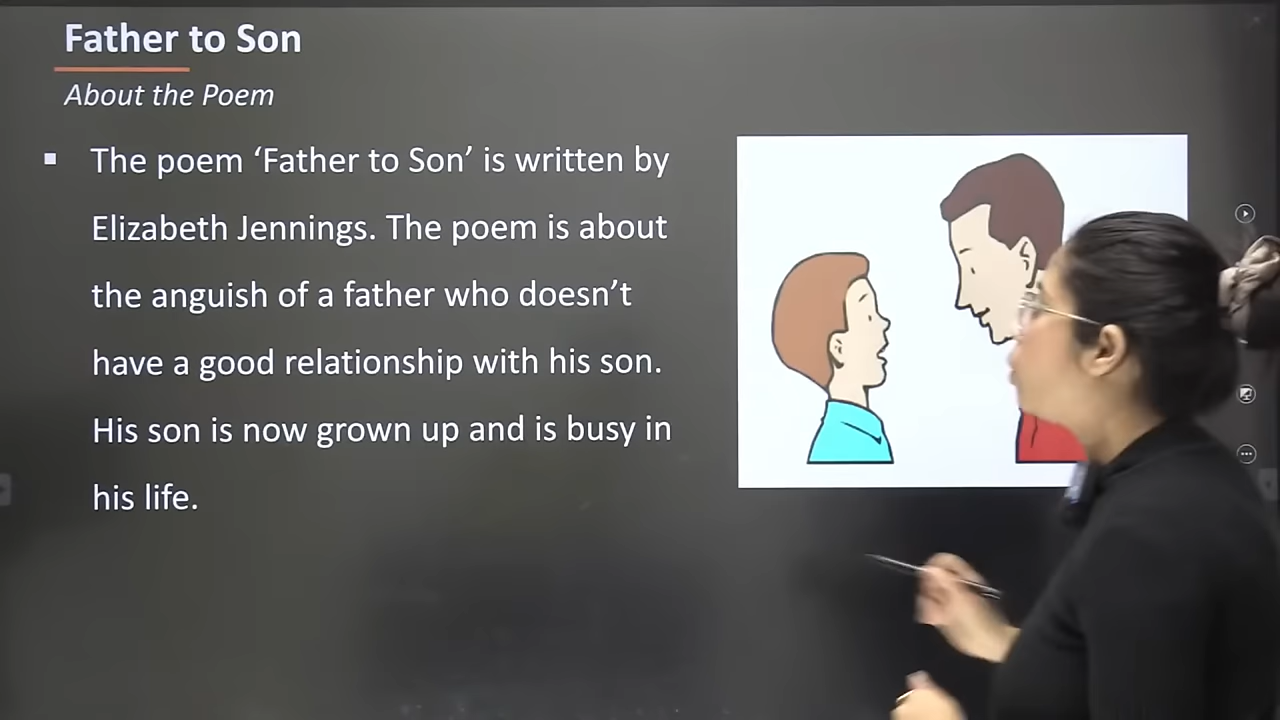 Father to Son
About the Poem
▪ The poem ‘Father to Son’ is written by
Elizabeth Jennings. The poem is about
the anguish of a father who doesn’t
have a good relationship with his son.
His son is now grown up and is busy in
his life.